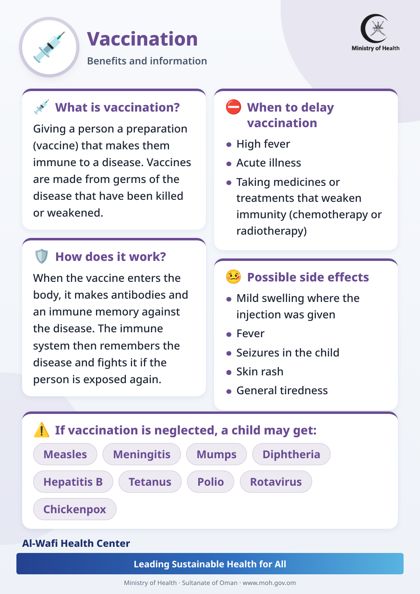 Vaccination
Benefits and information
Ministry of Health
What is vaccination?
Giving a person a preparation
(vaccine) that makes them
immune to a disease. Vaccines
are made from germs of the
disease that have been killed
or weakened.
How does it work?
When the vaccine enters the
body, it makes antibodies and
an immune memory against
the disease. The immune
system then remembers the
disease and fights it if the
person is exposed again.
When to delay
vaccination
High fever
Acute illness
Taking medicines or
treatments that weaken
immunity (chemotherapy or
radiotherapy)
Possible side effects
Mild swelling where the
injection was given
Fever
Seizures in the child
Skin rash
General tiredness
If vaccination is neglected, a child may get:
Measles Meningitis Mumps Diphtheria
Hepatitis B Tetanus Polio Rotavirus
Chickenpox
Al-Wafi Health Center
Leading Sustainable Health for All
Ministry of Health · Sultanate of Oman · www.moh.gov.om